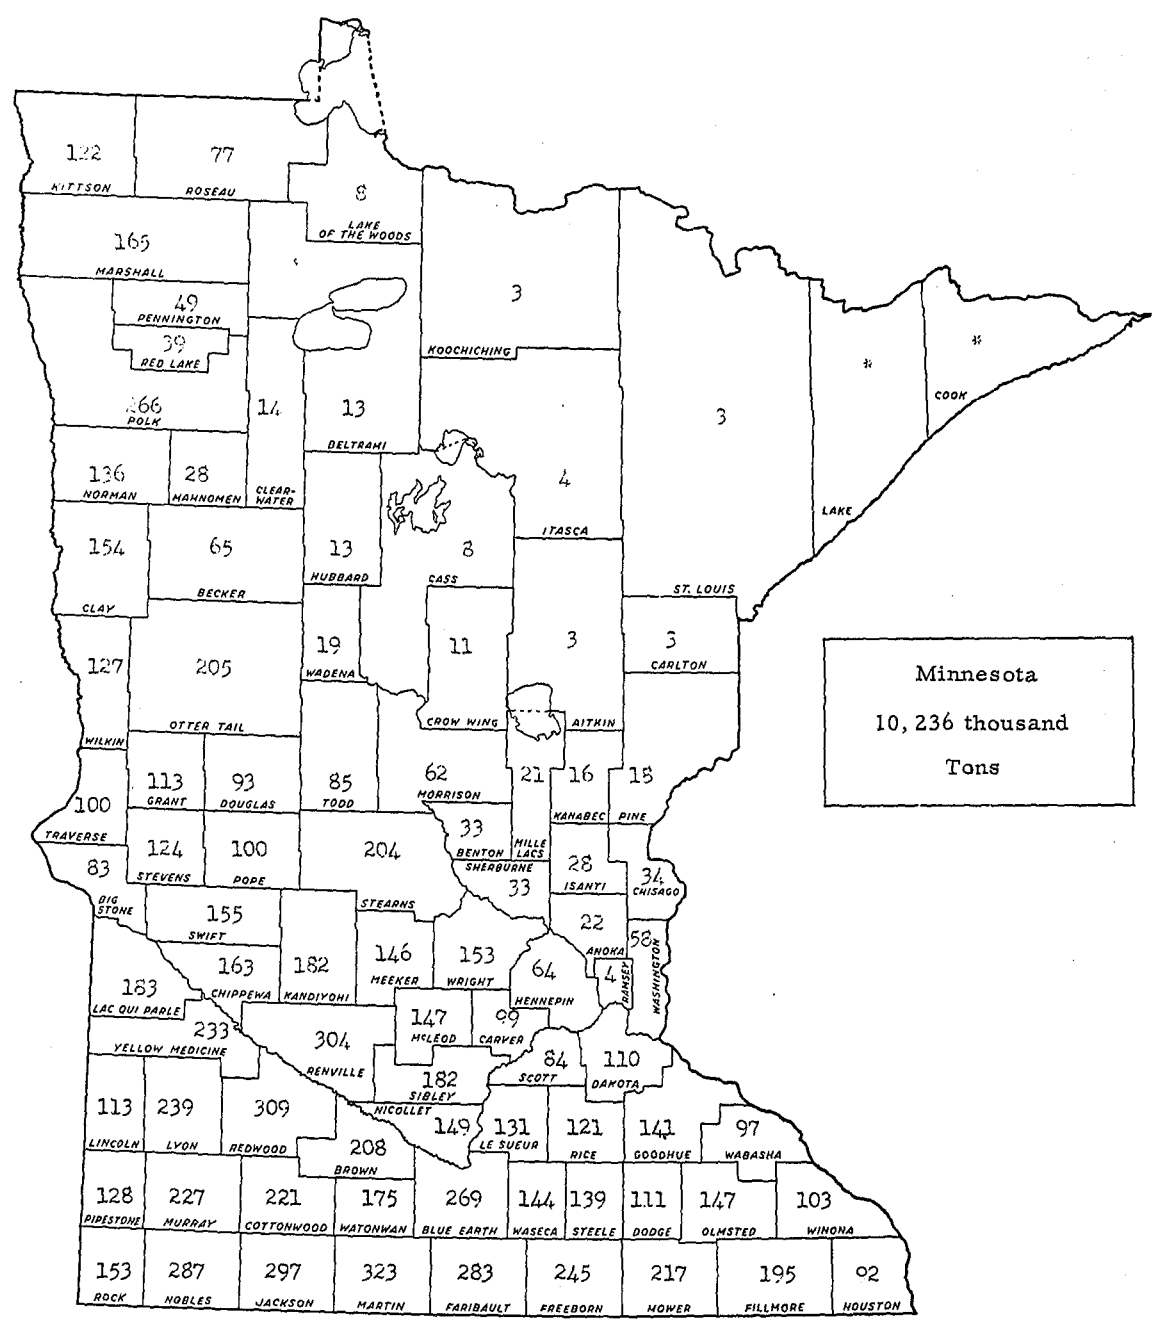 122
KITTSON
77
ROSEAU
8
LAKE
OF THE WOODS
165
MARSHALL
49
PENNINGTON
39
RED LAKE
3
KOOCHICHING
POLK
14
CLEAR-
WATER
13
BELTRAMI
3
ST. LOUIS
*
LAKE
*
COOK
136
NORMAN
28
MAHNOMEN
4
ITASCA
154
CLAY
65
BECKER
13
HUBBARD
8
CASS
127
WILKIN
205
OTTER TAIL
19
WADENA
11
CROW WING
3
AITKIN
3
CARLTON
Minnesota
10, 236 thousand
Tons
100
TRAVERSE
113
GRANT
93
DOUGLAS
85
TODD
62
MORRISON
21
MILLE
LACS
16
KANABEC
PINE
83
BIG
STONE
124
STEVENS
100
POPE
204
STEARNS
33
BENTON
SHERBURNE
33
28
ISANTI
34
CHISAGO
155
SWIFT
22
ANOKA
58
WASHINGTON
183
LAC QUI PARLE
163
CHIPPEWA
182
KANDIYOHI
146
MEEKER
153
WRIGHT
64
HENNEPIN
4
RAMSEY
233
YELLOW MEDICINE
304
RENVILLE
147
McLEOD
99
CARVER
182
SIBLEY
84
SCOTT
110
DAKOTA
113
LINCOLN
239
LYON
309
REDWOOD
208
BROWN
NICOLLET
149
131
LE SUEUR
121
RICE
141
GOODHUE
97
WABASHA
128
PIPESTONE
227
MURRAY
221
COTTONWOOD
175
WATONWAN
269
BLUE EARTH
144
WASECA
139
STEELE
111
DODGE
147
OLMSTED
103
WINONA
153
ROCK
287
NOBLES
297
JACKSON
323
MARTIN
283
FARIBAULT
245
FREEBORN
217
MOWER
195
FILLMORE
HOUSTON